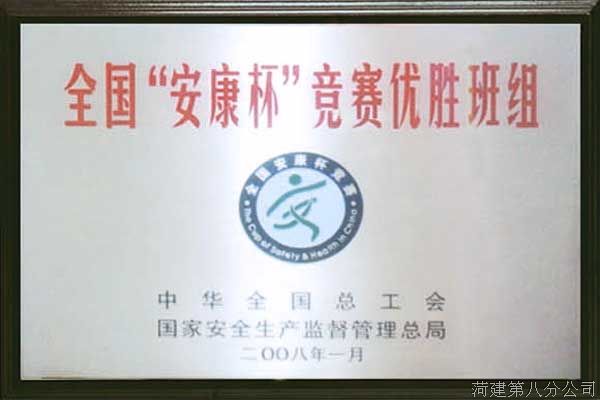 全国“安康杯”竞赛优胜班组
全国安康杯竞赛
The Cup of Safety & Health in China
中华全国总工会
国家安全生产监督管理总局
二〇〇八年一月
菏建第八分公司